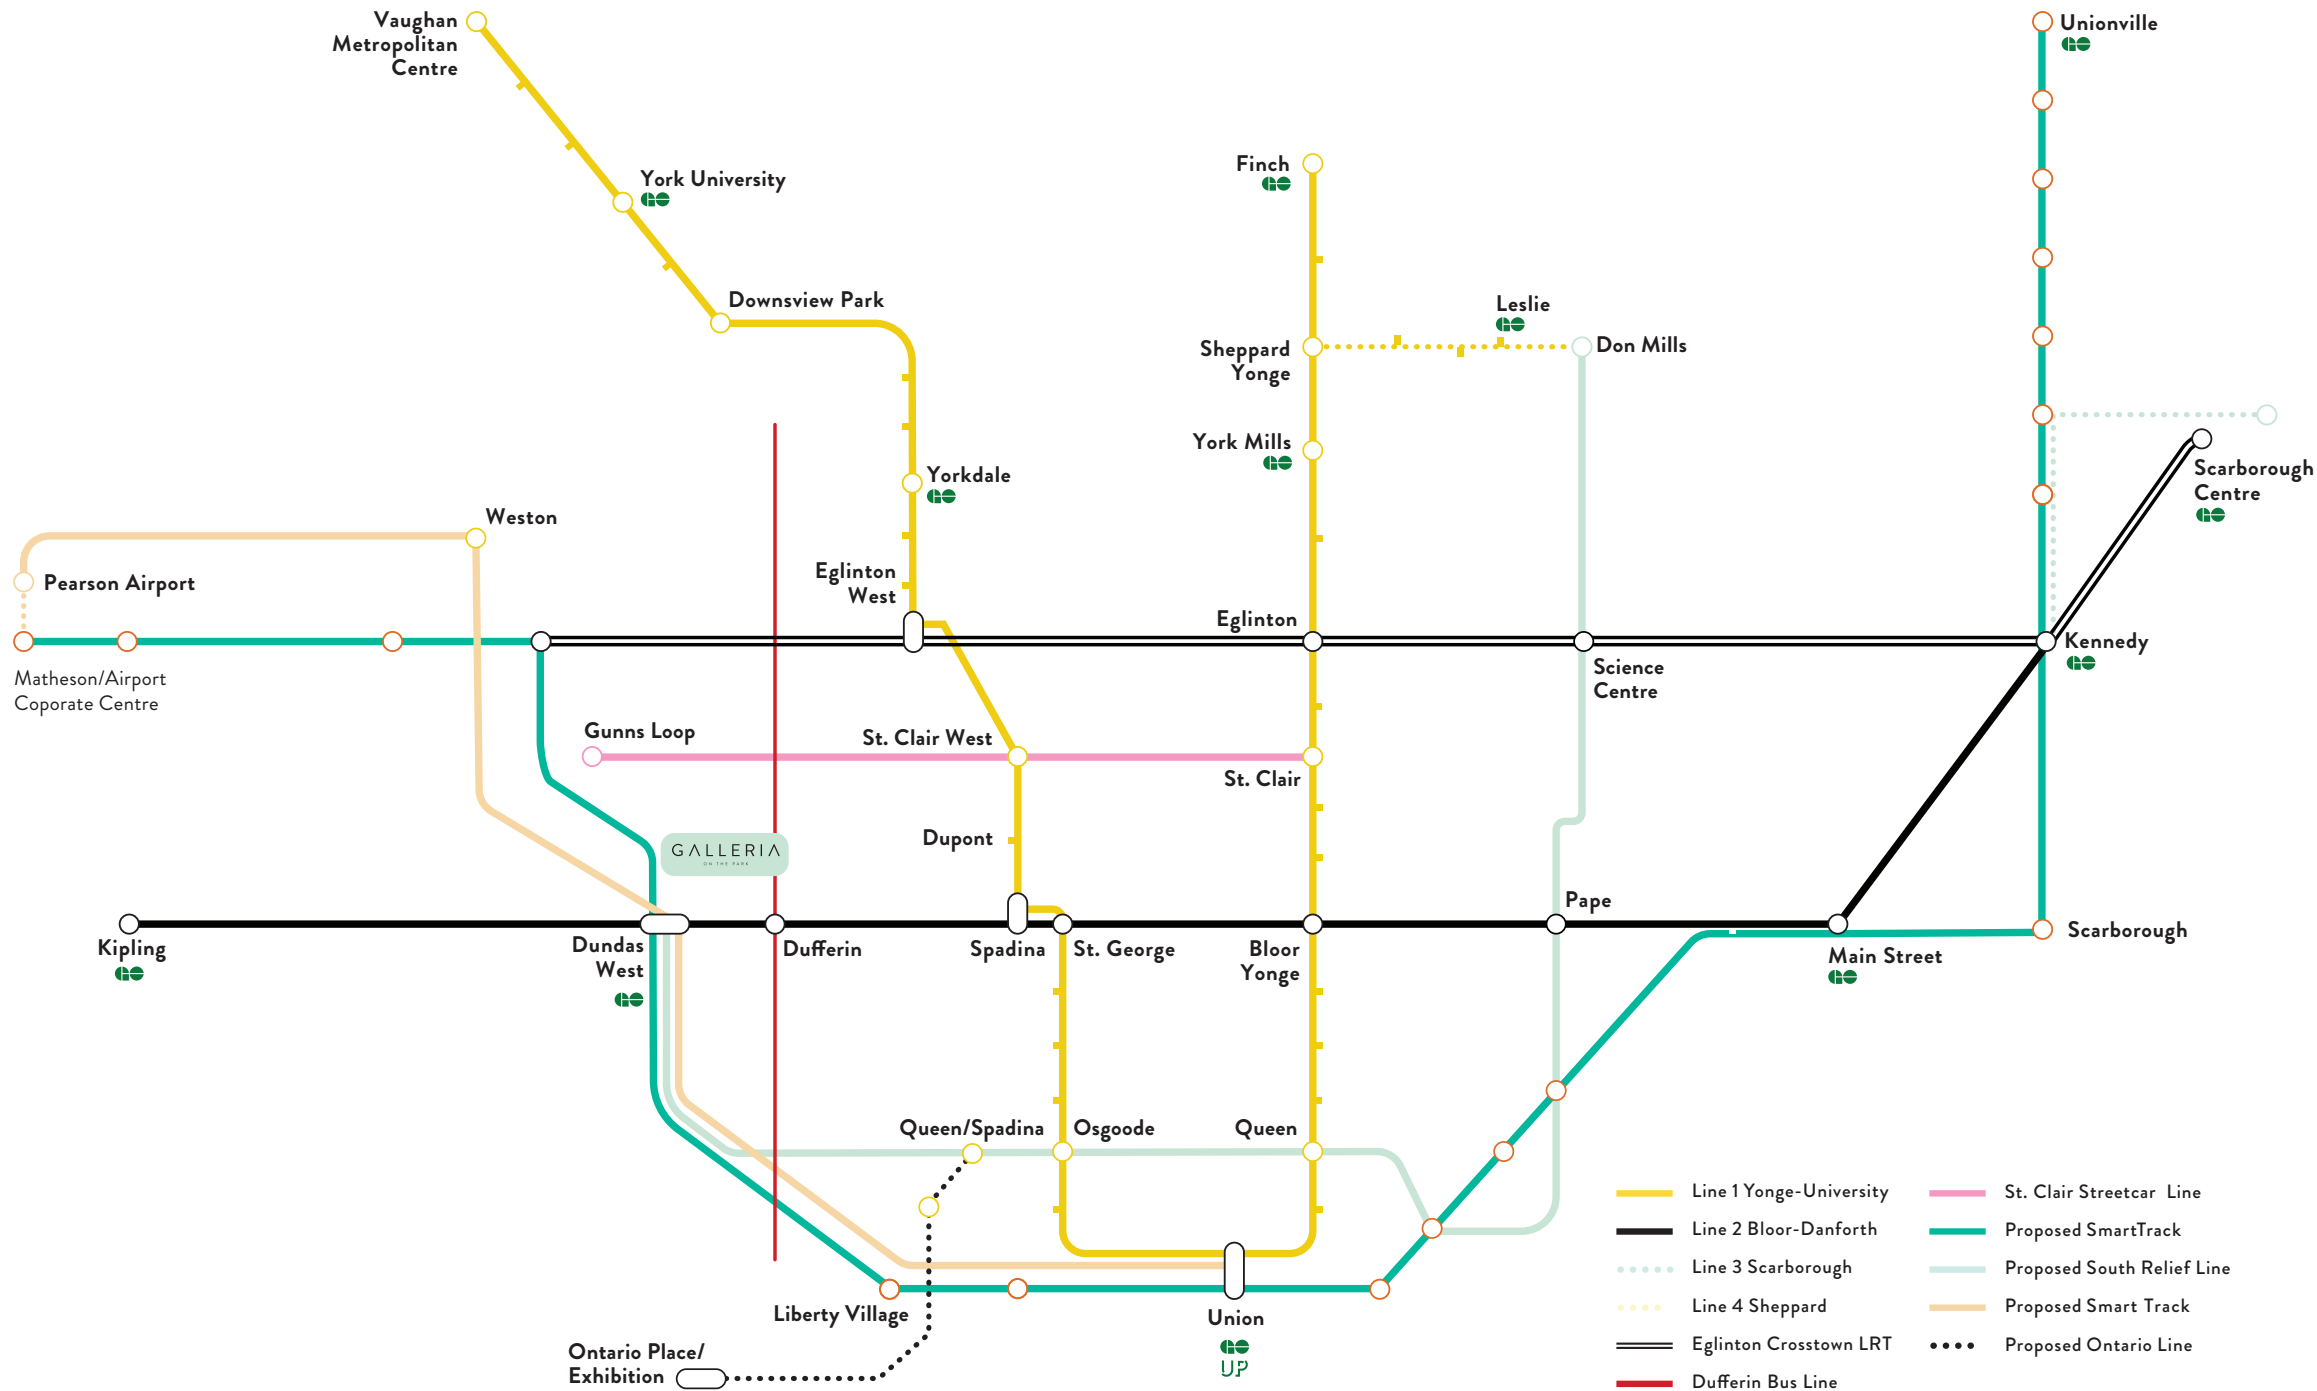 Vaughan
Metropolitan
Centre
Unionville
York University
Finch
Downsview Park
Leslie
Sheppard
Yonge
Don Mills
York Mills
Yorkdale
Scarborough
Centre
Weston
Pearson Airport
Eglinton
West
Eglinton
Kennedy
Matheson/Airport
Coporate Centre
Science
Centre
Gunns Loop
St. Clair West
St. Clair
Dupont
GALLERIA
ON THE PARK
Pape
Kipling
Dundas
West
Dufferin
Spadina
St. George
Bloor
Yonge
Main Street
Scarborough
Queen/Spadina
Osgoode
Queen
Liberty Village
Union
UP
Ontario Place/
Exhibition
Line 1 Yonge-University
Line 2 Bloor-Danforth
Line 3 Scarborough
Line 4 Sheppard
Eglinton Crosstown LRT
Dufferin Bus Line
St. Clair Streetcar Line
Proposed SmartTrack
Proposed South Relief Line
Proposed Smart Track
Proposed Ontario Line